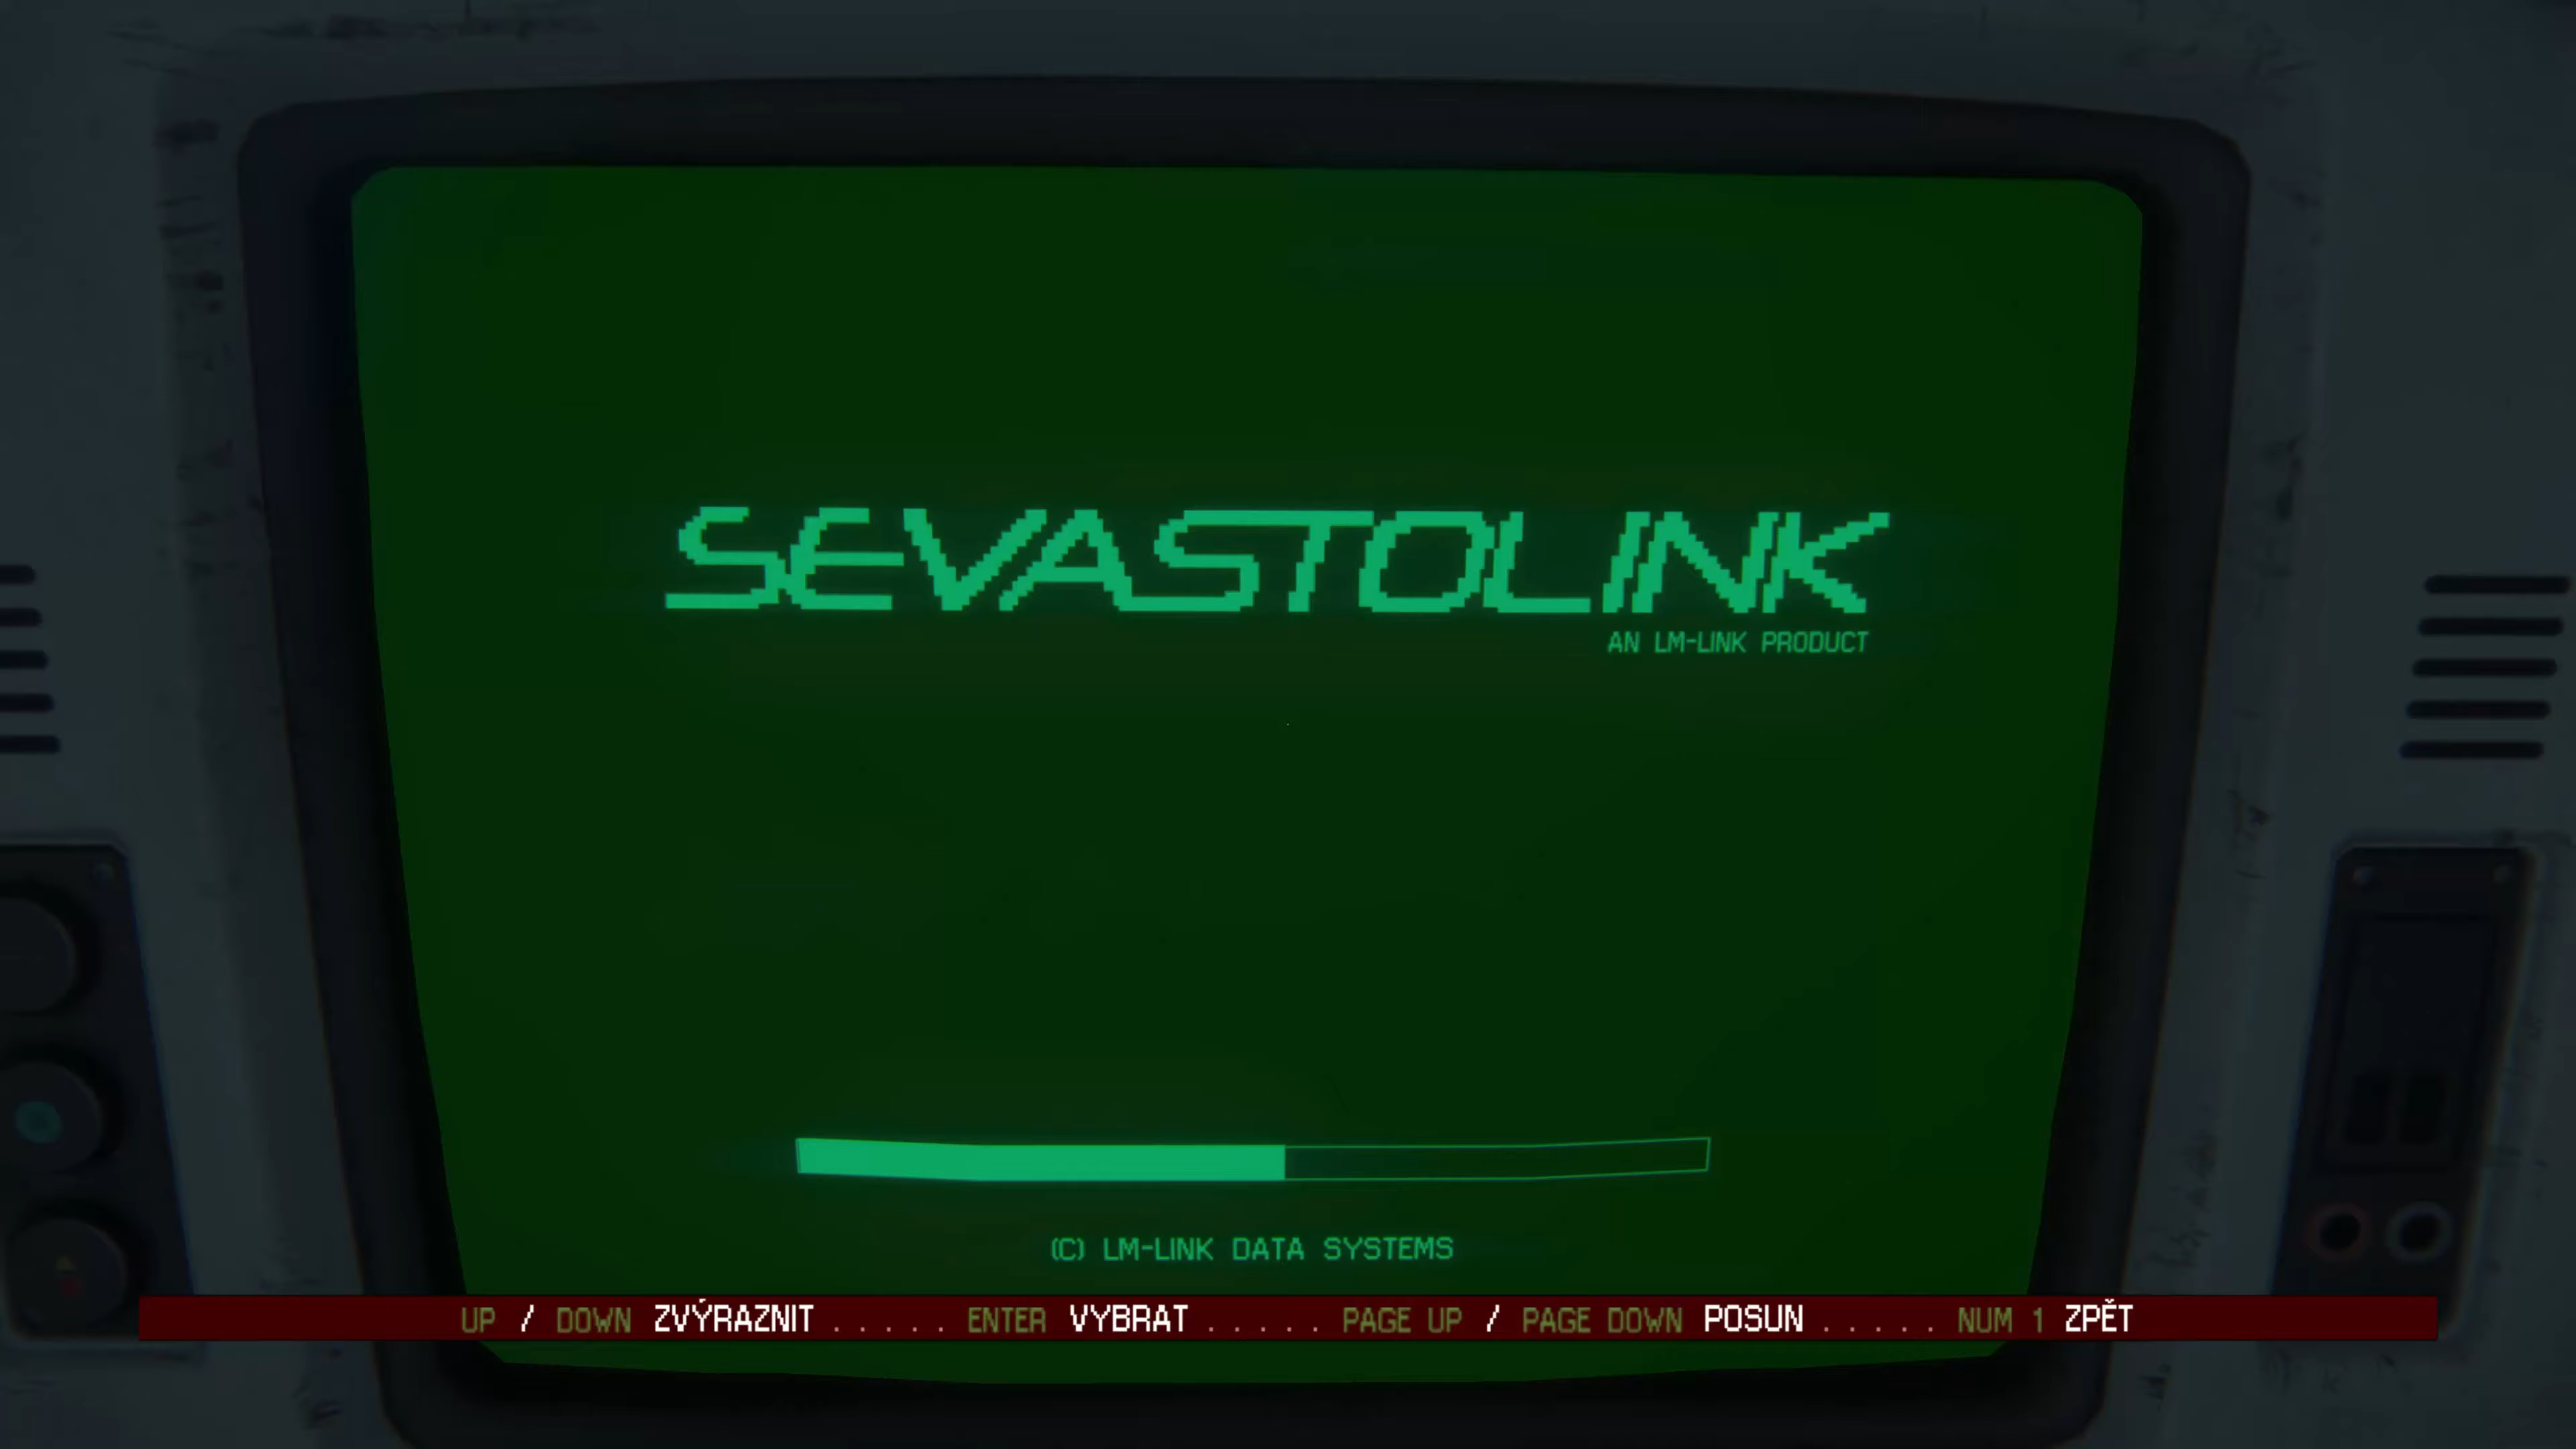 SEVASTOLINK
AN LM-LINK PRODUCT
(C) LM-LINK DATA SYSTEMS
UP / DOWN ZVÝRAZNIT ..... ENTER VYBRAT ..... PAGE UP / PAGE DOWN POSUN ..... NUM 1 ZPĚT